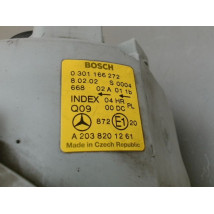 BOSCH
0 301 166 272
8.02.02 S 0004
668 02 A 01 1b
INDEX 04 HR
Q09 00 DC PL
872 E1 20
A 203 820 12 61
Made in Czech Republic